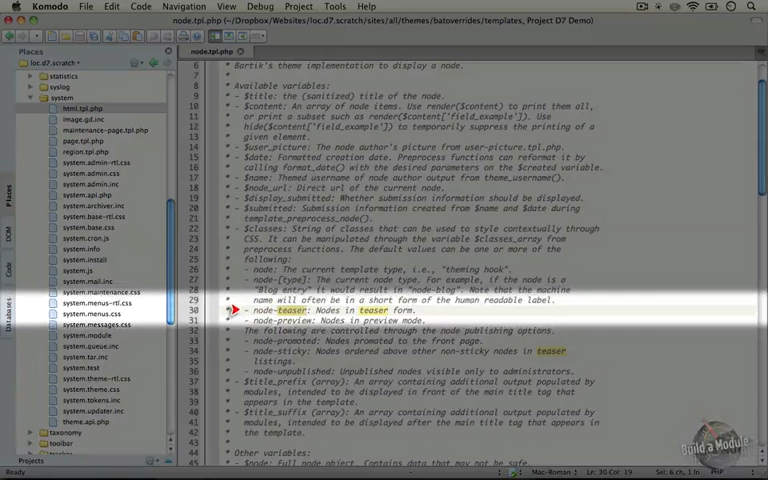 Komodo File Edit Code Navigation View Debug Project Tools Help
node.tpl.php (~/Dropbox/Websites/loc.d7.scratch/sites/all/themes/batoverrides/templates, Project D7 Demo)
Places
node.tpl.php
loc.d7.scratch
statistics
syslog
system
html.tpl.php
image.gd.inc
maintenance-page.tpl.php
page.tpl.php
region.tpl.php
system.admin-rtl.css
system.admin.css
system.admin.inc
system.api.php
system.archiver.inc
system.base-rtl.css
system.base.css
system.cron.js
system.info
system.install
system.js
system.mail.inc
system.maintenance.css
system.menus-rtl.css
system.menus.css
system.messages.css
system.module
system.queue.inc
system.tar.inc
system.test
system.theme-rtl.css
system.theme.css
system.tokens.inc
system.updater.inc
theme.api.php
taxonomy
toolbar
Projects
Places
DOM
Code
Databases
6 * Bartik's theme implementation to display a node.
7 *
8 * Available variables:
9 * - $title: the (sanitized) title of the node.
10 * - $content: An array of node items. Use render($content) to print them all,
11 * or print a subset such as render($content['field_example']). Use
12 * hide($content['field_example']) to temporarily suppress the printing of a
13 * given element.
14 * - $user_picture: The node author's picture from user-picture.tpl.php.
15 * - $date: Formatted creation date. Preprocess functions can reformat it by
16 * calling format_date() with the desired parameters on the $created variable.
17 * - $name: Themed username of node author output from theme_username().
18 * - $node_url: Direct url of the current node.
19 * - $display_submitted: Whether submission information should be displayed.
20 * - $submitted: Submission information created from $name and $date during
21 * template_preprocess_node().
22 * - $classes: String of classes that can be used to style contextually through
23 * CSS. It can be manipulated through the variable $classes_array from
24 * preprocess functions. The default values can be one or more of the
25 * following:
26 * - node: The current template type, i.e., "theming hook".
27 * - node-[type]: The current node type. For example, if the node is a
28 * "Blog entry" it would result in "node-blog". Note that the machine
29 * name will often be in a short form of the human readable label.
30 * - node-teaser: Nodes in teaser form.
31 * - node-preview: Nodes in preview mode.
32 * The following are controlled through the node publishing options.
33 * - node-promoted: Nodes promoted to the front page.
34 * - node-sticky: Nodes ordered above other non-sticky nodes in teaser
35 * listings.
36 * - node-unpublished: Unpublished nodes visible only to administrators.
37 * - $title_prefix (array): An array containing additional output populated by
38 * modules, intended to be displayed in front of the main title tag that
39 * appears in the template.
40 * - $title_suffix (array): An array containing additional output populated by
41 * modules, intended to be displayed after the main title tag that appears in
42 * the template.
43 *
44 * Other variables:
45 * - $node: Full node object. Contains data that may not be safe.
Ready
Mac-Roman
Ln: 30 Col: 19
Sel: 6 ch, 1 ln
PHP
Build a Module